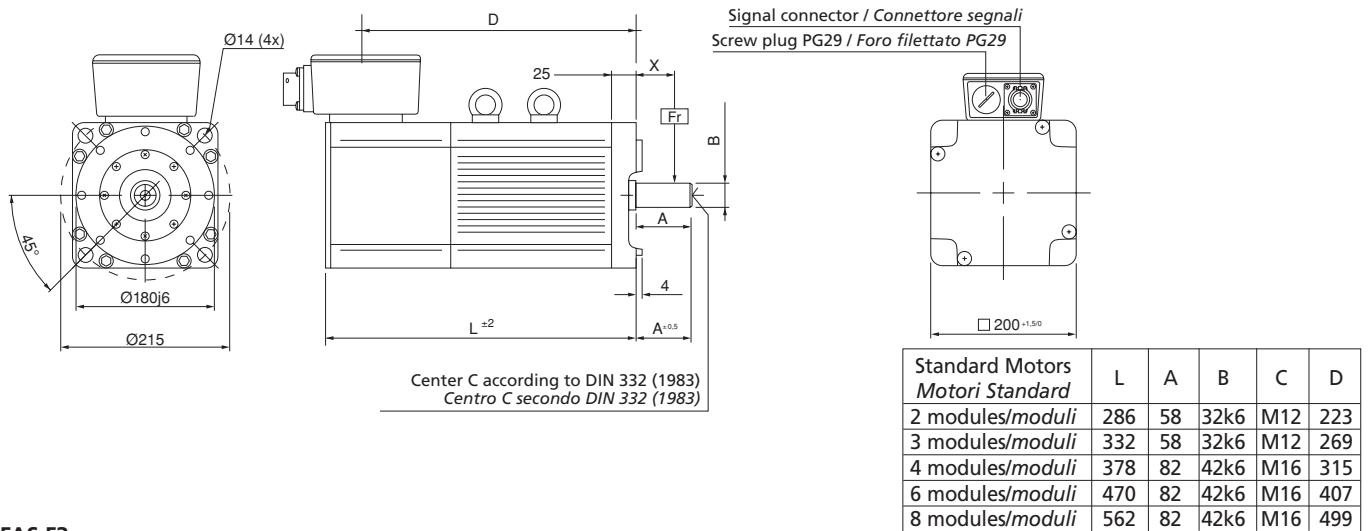 D
Signal connector / Connettore segnali
Screw plug PG29 / Foro filettato PG29
Ø14 (4x)
25
X
Fr
B
A
45°
4
Ø180j6
Ø215
L ±2
A±0,5
□ 200 +1,5/0
Center C according to DIN 332 (1983)
Centro C secondo DIN 332 (1983)
Standard Motors
Motori Standard
L A B C D
2 modules/moduli 286 58 32k6 M12 223
3 modules/moduli 332 58 32k6 M12 269
4 modules/moduli 378 82 42k6 M16 315
6 modules/moduli 470 82 42k6 M16 407
8 modules/moduli 562 82 42k6 M16 499